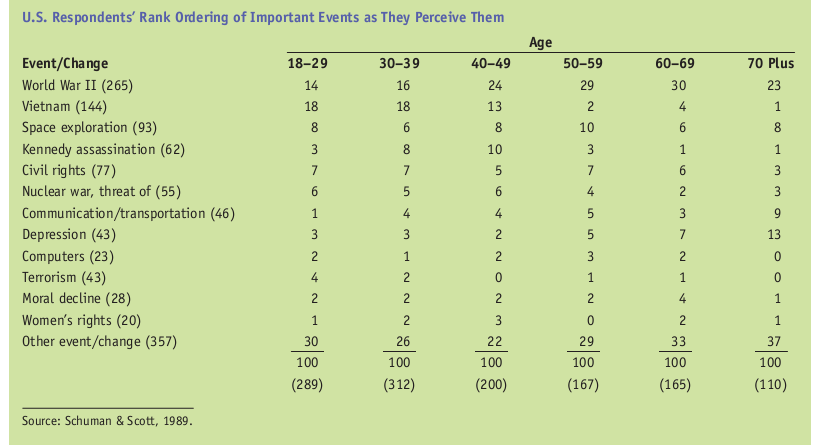 U.S. Respondents' Rank Ordering of Important Events as They Perceive Them
Age
Event/Change 18–29 30–39 40–49 50–59 60–69 70 Plus
World War II (265) 14 16 24 29 30 23
Vietnam (144) 18 18 13 2 4 1
Space exploration (93) 8 6 8 10 6 8
Kennedy assassination (62) 3 8 10 3 1 1
Civil rights (77) 7 7 5 7 6 3
Nuclear war, threat of (55) 6 5 6 4 2 3
Communication/transportation (46) 1 4 4 5 3 9
Depression (43) 3 3 2 5 7 13
Computers (23) 2 1 2 3 2 0
Terrorism (43) 4 2 0 1 1 0
Moral decline (28) 2 2 2 2 4 1
Women's rights (20) 1 2 3 0 2 1
Other event/change (357) 30 26 22 29 33 37
100 100 100 100 100 100
(289) (312) (200) (167) (165) (110)
Source: Schuman & Scott, 1989.